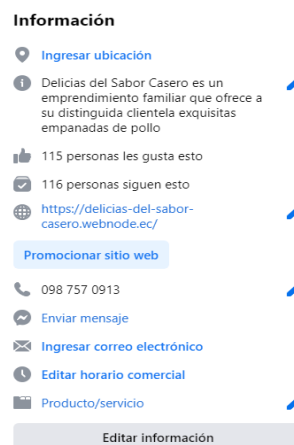 Información
Ingresar ubicación
Delicias del Sabor Casero es un
emprendimiento familiar que ofrece a
su distinguida clientela exquisitas
empanadas de pollo
115 personas les gusta esto
116 personas siguen esto
https://delicias-del-sabor-
casero.webnode.ec/
Promocionar sitio web
098 757 0913
Enviar mensaje
Ingresar correo electrónico
Editar horario comercial
Producto/servicio
Editar información